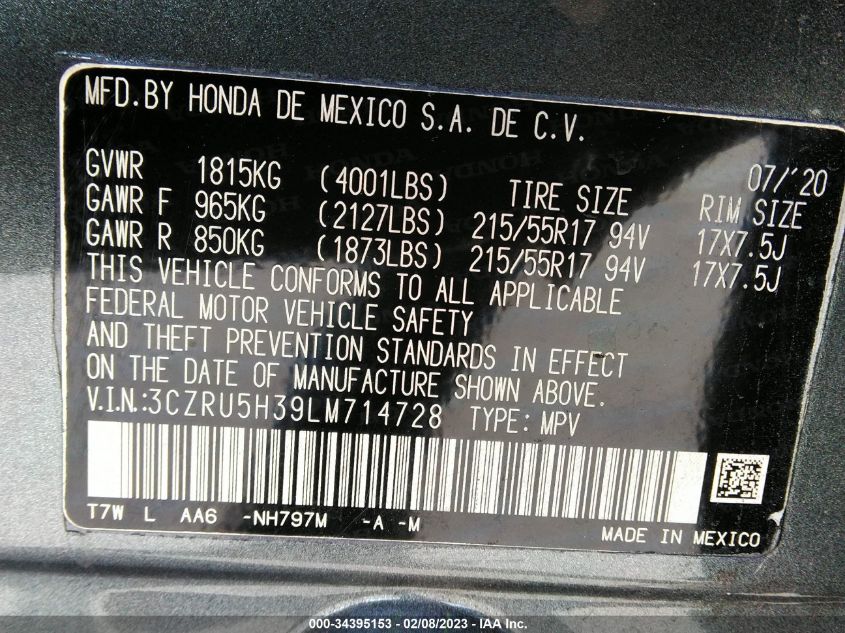 MFD.BY HONDA DE MEXICO S.A. DE C.V.
07/'20
GVWR 1815KG (4001LBS) TIRE SIZE RIM SIZE
GAWR F 965KG (2127LBS) 215/55R17 94V 17X7.5J
GAWR R 850KG (1873LBS) 215/55R17 94V 17X7.5J
THIS VEHICLE CONFORMS TO ALL APPLICABLE
FEDERAL MOTOR VEHICLE SAFETY
AND THEFT PREVENTION STANDARDS IN EFFECT
ON THE DATE OF MANUFACTURE SHOWN ABOVE.
V.I.N:3CZRU5H39LM714728 TYPE: MPV
T7W L AA6 -NH797M -A -M
MADE IN MEXICO
000-34395153 — 02/08/2023 — IAA Inc.